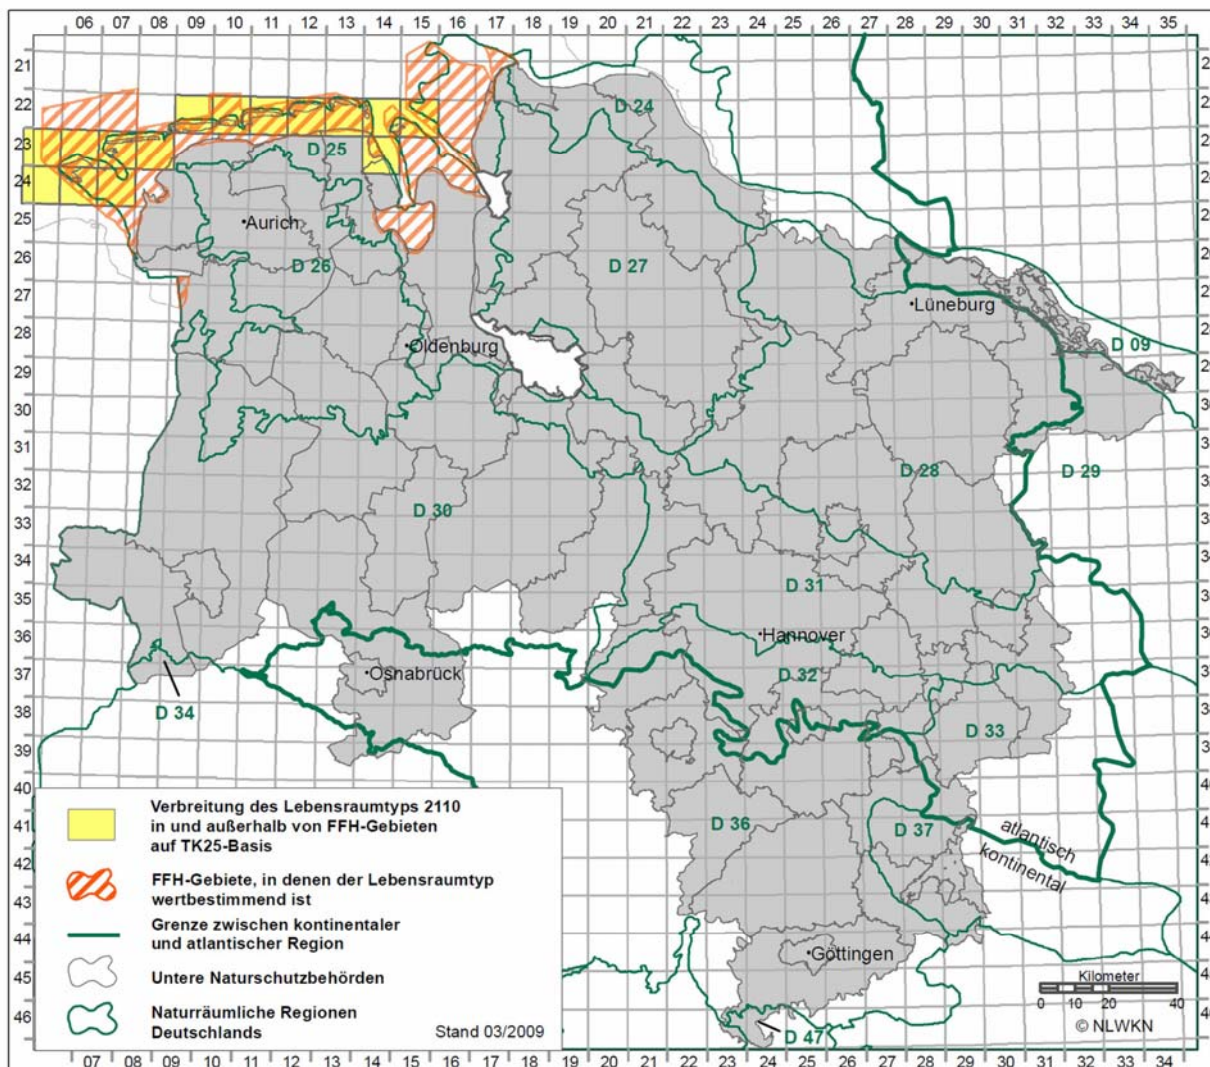 06 07 08 09 10 11 12 13 14 15 16 17 18 19 20 21 22 23 24 25 26 27 28 29 30 31 32 33 34 35
21
22
23
24
25
26
27
28
29
30
31
32
33
34
35
36
37
38
39
40
41
42
43
44
45
46
D 24
D 25
Aurich
D 26
D 27
Lüneburg
Oldenburg
D 09
D 28
D 29
D 30
D 31
Hannover
D 32
Osnabrück
D 34
D 33
D 36
D 37
atlantisch
kontinental
Göttingen
D 47
Verbreitung des Lebensraumtyps 2110
in und außerhalb von FFH-Gebieten
auf TK25-Basis
FFH-Gebiete, in denen der Lebensraumtyp
wertbestimmend ist
Grenze zwischen kontinentaler
und atlantischer Region
Untere Naturschutzbehörden
Naturräumliche Regionen
Deutschlands
Stand 03/2009
Kilometer
0 5 10 20 40
© NLWKN
07 08 09 10 11 12 13 14 15 16 17 18 19 20 21 22 23 24 25 26 27 28 29 30 31 32 33 34